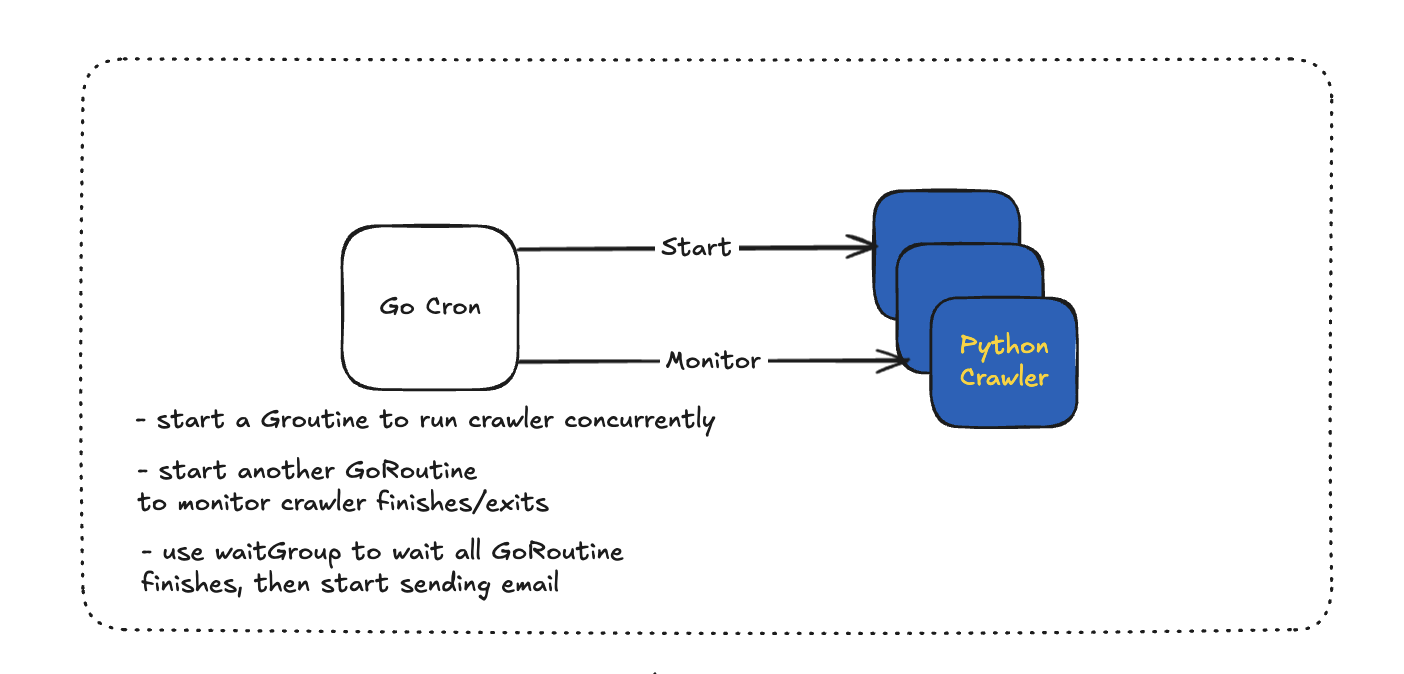 Start
Go Cron
Monitor
Python
Crawler
- start a Groutine to run crawler concurrently
- start another GoRoutine
to monitor crawler finishes/exits
- use waitGroup to wait all GoRoutine
finishes, then start sending email